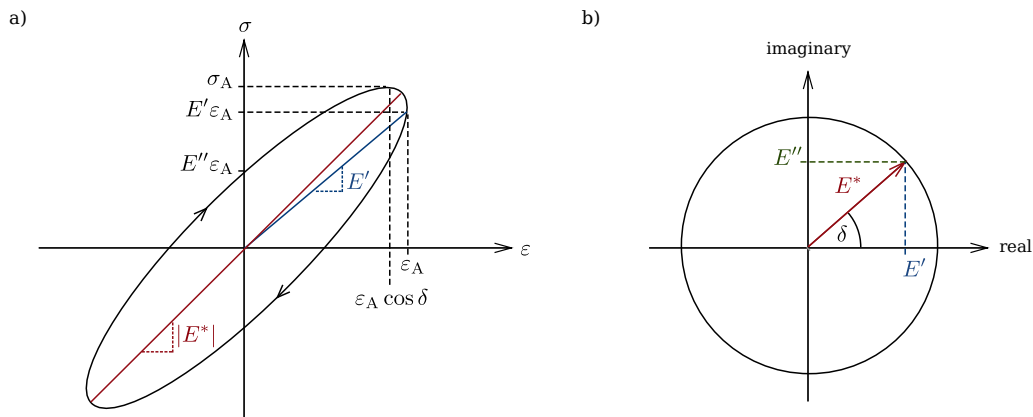 a)
σ
σ_A
E′ε_A
E″ε_A
E′
ε
ε_A
ε_A cos δ
|E*|
b)
imaginary
E″
E*
δ
real
E′